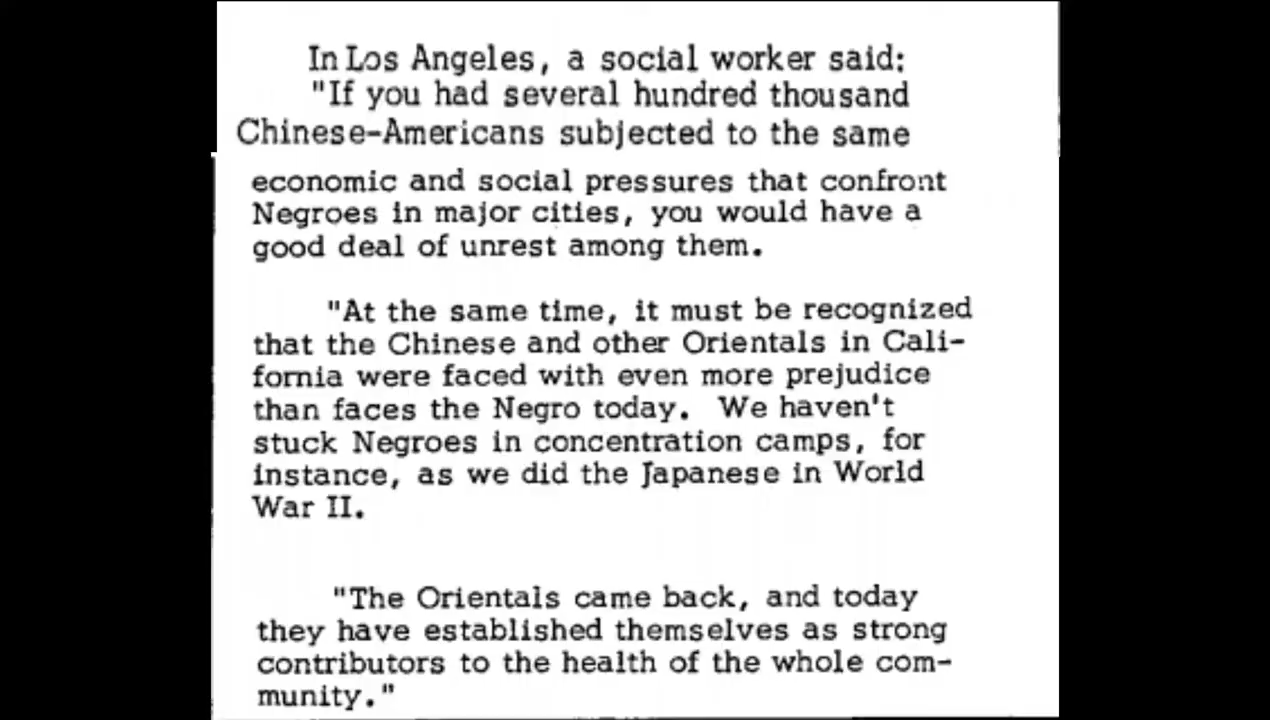 In Los Angeles, a social worker said:
"If you had several hundred thousand
Chinese-Americans subjected to the same
economic and social pressures that confront
Negroes in major cities, you would have a
good deal of unrest among them.
"At the same time, it must be recognized
that the Chinese and other Orientals in Cali-
fornia were faced with even more prejudice
than faces the Negro today. We haven't
stuck Negroes in concentration camps, for
instance, as we did the Japanese in World
War II.
"The Orientals came back, and today
they have established themselves as strong
contributors to the health of the whole com-
munity."